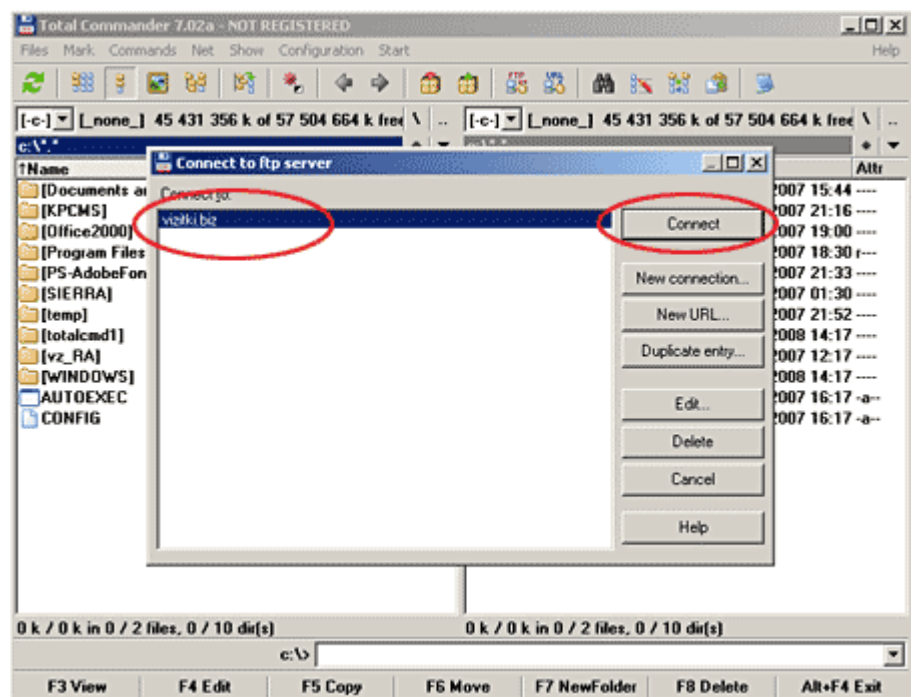 Total Commander 7.02a - NOT REGISTERED
Files Mark Commands Net Show Configuration Start Help
[-c-] [_none_] 45 431 356 k of 57 504 664 k free \ ..
[-c-] [_none_] 45 431 356 k of 57 504 664 k free \ ..
c:\*.*
↑Name
Attr
[Documents
[KPCMS]
[Office2000]
[Program Files
[PS-AdobeFon
[SIERRA]
[temp]
[totalcmd1]
[vz_RA]
[WINDOWS]
AUTOEXEC
CONFIG
Connect to ftp server
Connect to:
vizitki.biz
Connect
New connection...
New URL...
Duplicate entry...
Edit...
Delete
Cancel
Help
2007 15:44 ----
2007 21:16 ----
2007 19:00 ----
2007 18:30 r---
2007 21:33 ----
2007 01:30 ----
2007 21:52 ----
2008 14:17 ----
2007 12:17 ----
2008 14:17 ----
2007 16:17 -a--
2007 16:17 -a--
0 k / 0 k in 0 / 2 files, 0 / 10 dir(s)
0 k / 0 k in 0 / 2 files, 0 / 10 dir(s)
c:\>
F3 View F4 Edit F5 Copy F6 Move F7 NewFolder F8 Delete Alt+F4 Exit